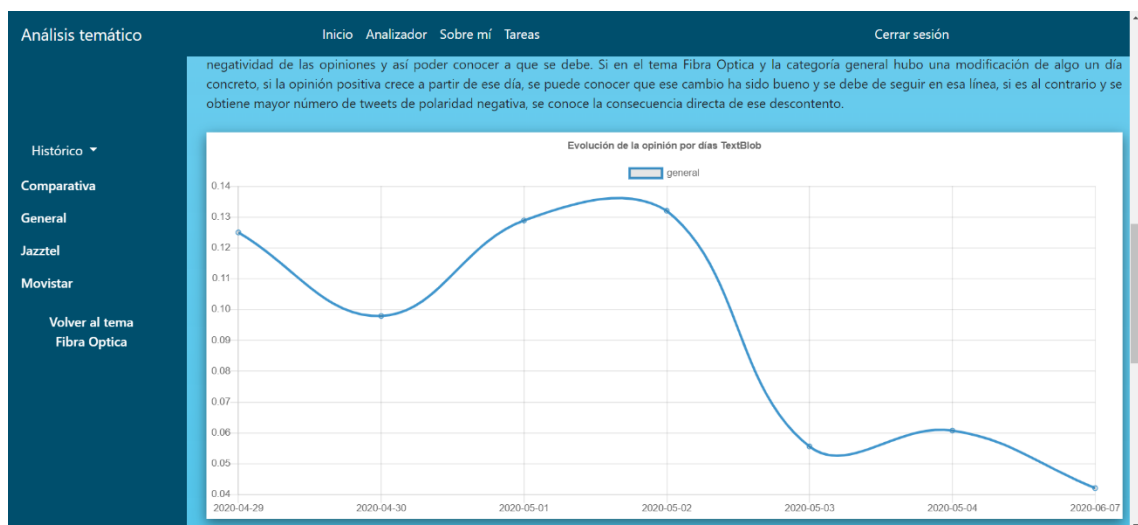 Análisis temático
Inicio Analizador Sobre mí Tareas
Cerrar sesión
negatividad de las opiniones y así poder conocer a que se debe. Si en el tema Fibra Optica y la categoría general hubo una modificación de algo un día
concreto, si la opinión positiva crece a partir de ese día, se puede conocer que ese cambio ha sido bueno y se debe de seguir en esa línea, si es al contrario y se
obtiene mayor número de tweets de polaridad negativa, se conoce la consecuencia directa de ese descontento.
Histórico
Comparativa
General
Jazztel
Movistar
Volver al tema
Fibra Optica
Evolución de la opinión por días TextBlob
general
0.14
0.13
0.12
0.11
0.10
0.09
0.08
0.07
0.06
0.05
0.04
2020-04-29 2020-04-30 2020-05-01 2020-05-02 2020-05-03 2020-05-04 2020-06-07